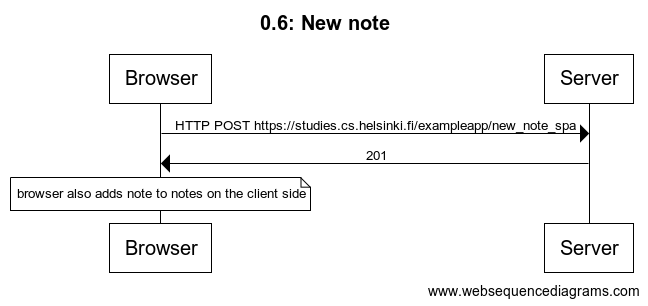 0.6: New note
Browser
Server
HTTP POST https://studies.cs.helsinki.fi/exampleapp/new_note_spa
201
browser also adds note to notes on the client side
Browser
Server
www.websequencediagrams.com